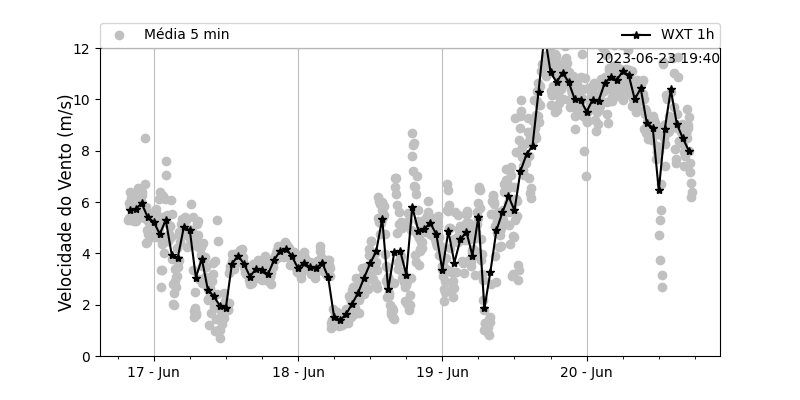 Média 5 min
WXT 1h
2023-06-23 19:40
Velocidade do Vento (m/s)
12
10
8
6
4
2
0
17 - Jun
18 - Jun
19 - Jun
20 - Jun